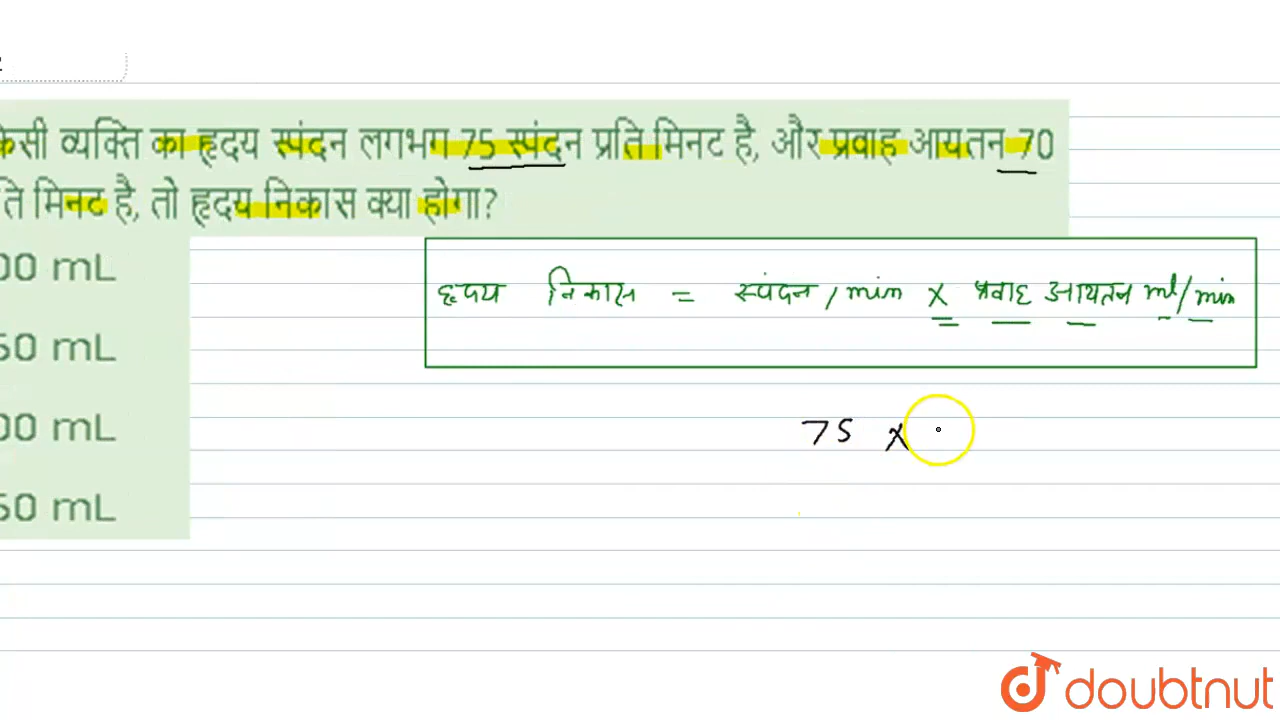 केसी व्यक्ति का हृदय स्पंदन लगभग 75 स्पंदन प्रति मिनट है, और प्रवाह आयतन 70
ति मिनट है, तो हृदय निकास क्या होगा?
00 mL
50 mL
00 mL
50 mL
हृदय निकास = स्पंदन / min x प्रवाह आयतन ml/min
75 x
doubtnut